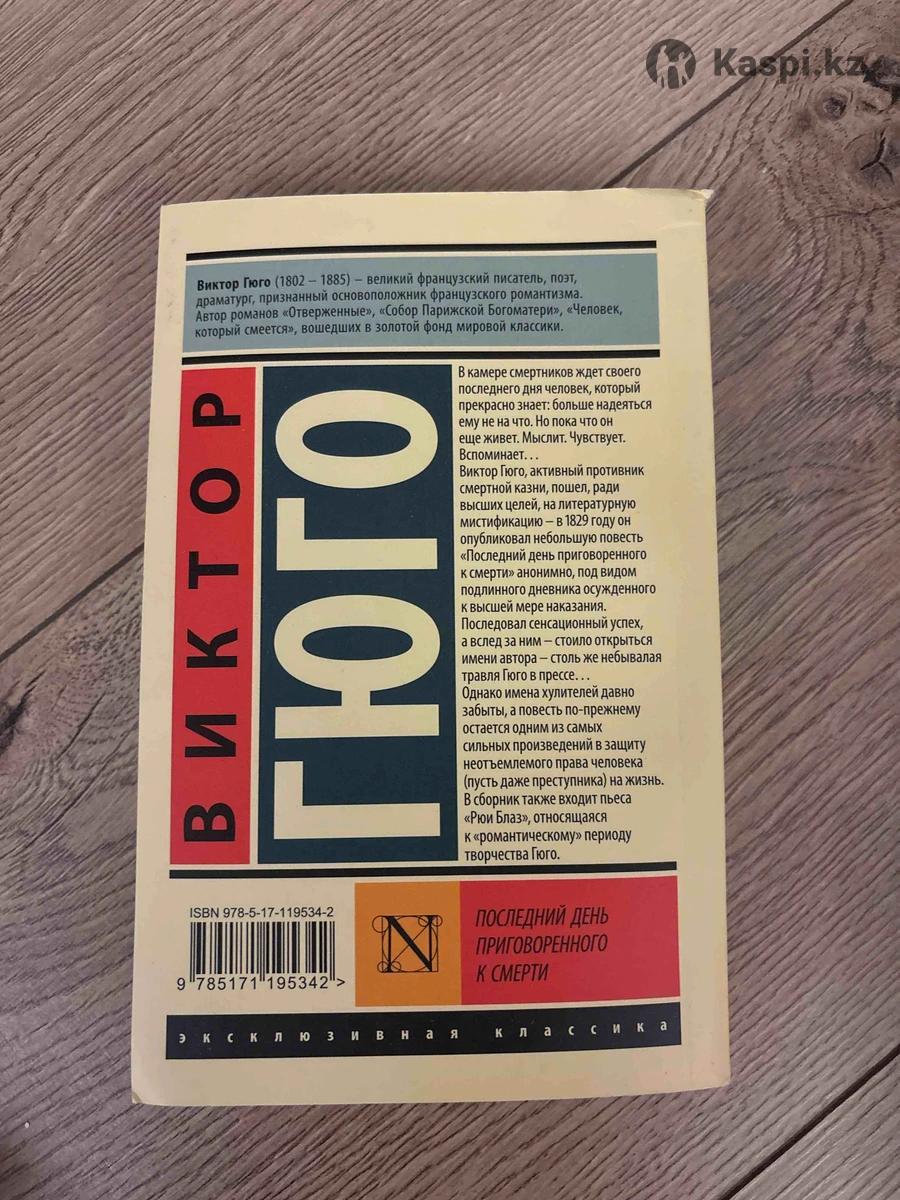 Kaspi.kz
Виктор Гюго (1802 – 1885) – великий французский писатель, поэт,
драматург, признанный основоположник французского романтизма.
Автор романов «Отверженные», «Собор Парижской Богоматери», «Человек,
который смеется», вошедших в золотой фонд мировой классики.
ВИКТОР
ГЮГО
В камере смертников ждет своего
последнего дня человек, который
прекрасно знает: больше надеяться
ему не на что. Но пока что он
еще живет. Мыслит. Чувствует.
Вспоминает...
Виктор Гюго, активный противник
смертной казни, пошел, ради
высших целей, на литературную
мистификацию – в 1829 году он
опубликовал небольшую повесть
«Последний день приговоренного
к смерти» анонимно, под видом
подлинного дневника осужденного
к высшей мере наказания.
Последовал сенсационный успех,
а вслед за ним – стоило открыться
имени автора – столь же небывалая
травля Гюго в прессе...
Однако имена хулителей давно
забыты, а повесть по-прежнему
остается одним из самых
сильных произведений в защиту
неотъемлемого права человека
(пусть даже преступника) на жизнь.
В сборник также входит пьеса
«Рюи Блаз», относящаяся
к «романтическому» периоду
творчества Гюго.
ISBN 978-5-17-119534-2
9 785171 195342 >
N
ПОСЛЕДНИЙ ДЕНЬ
ПРИГОВОРЕННОГО
К СМЕРТИ
эксклюзивная классика